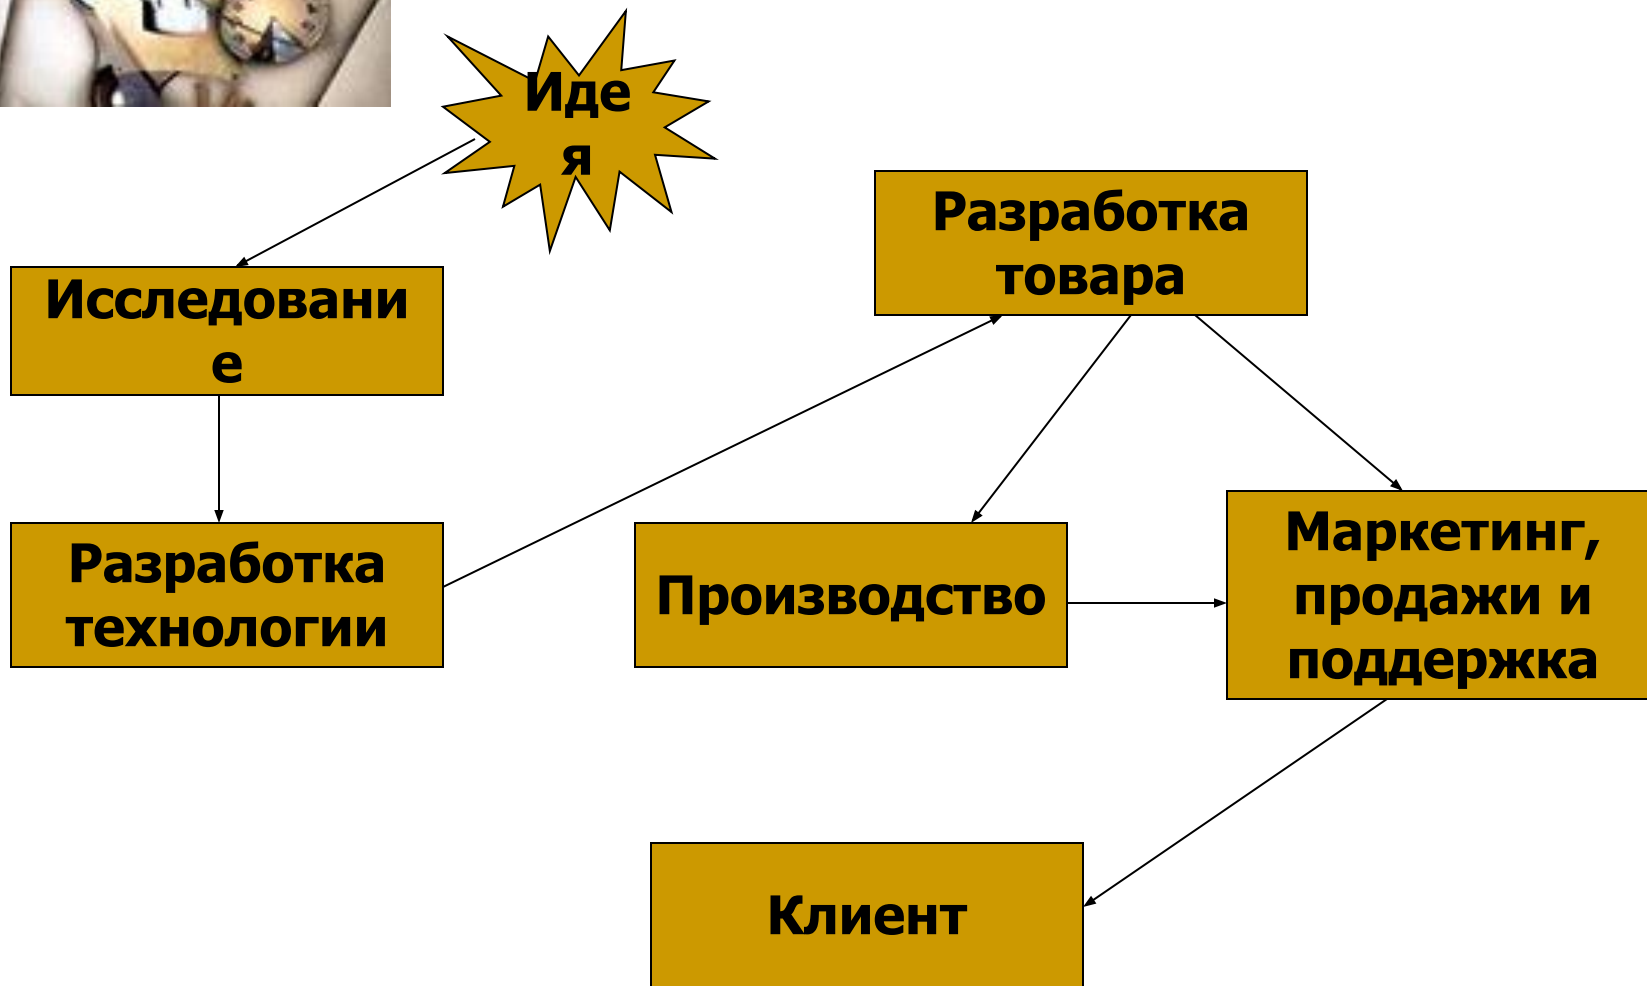 Иде
я
Исследовани
е
Разработка
технологии
Разработка
товара
Производство
Маркетинг,
продажи и
поддержка
Клиент